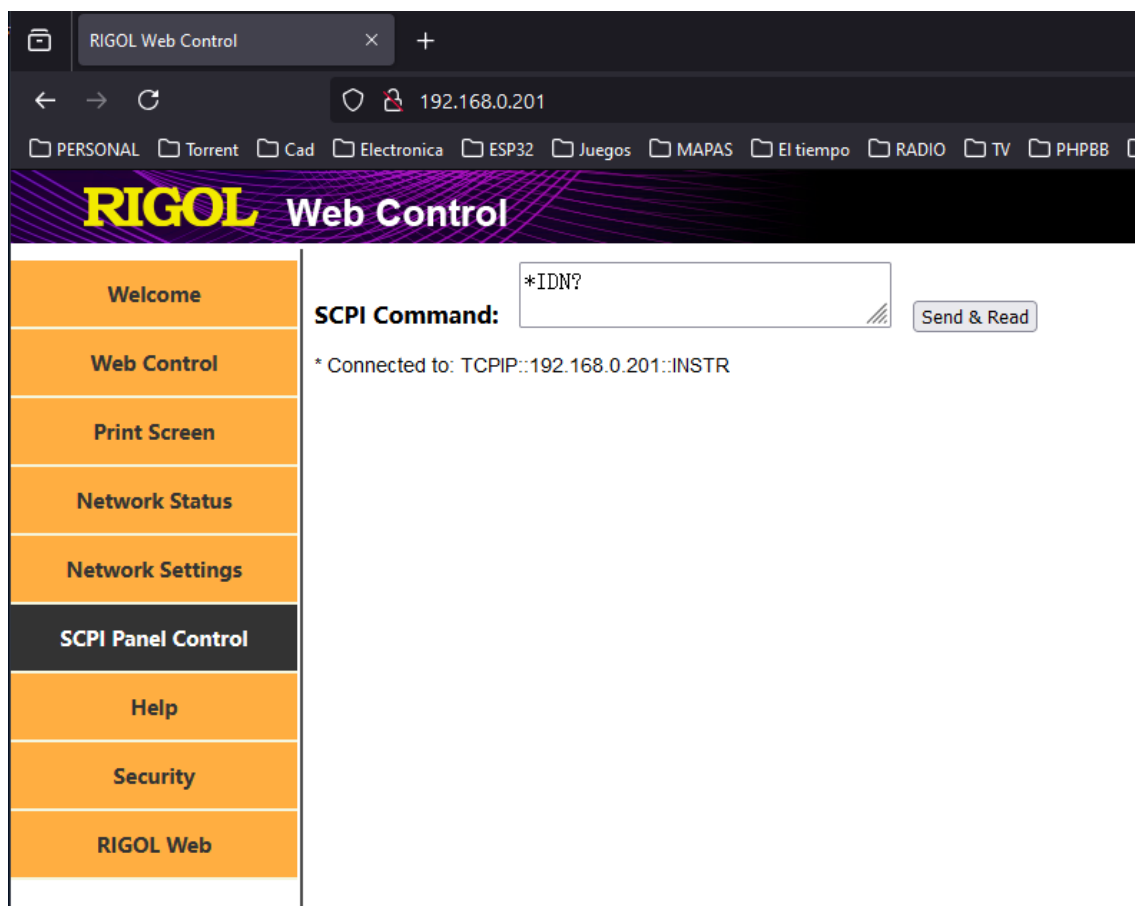 RIGOL Web Control
192.168.0.201
PERSONAL Torrent Cad Electronica ESP32 Juegos MAPAS El tiempo RADIO TV PHPBB
RIGOL Web Control
Welcome
Web Control
Print Screen
Network Status
Network Settings
SCPI Panel Control
Help
Security
RIGOL Web
SCPI Command:
*IDN?
Send & Read
* Connected to: TCPIP::192.168.0.201::INSTR